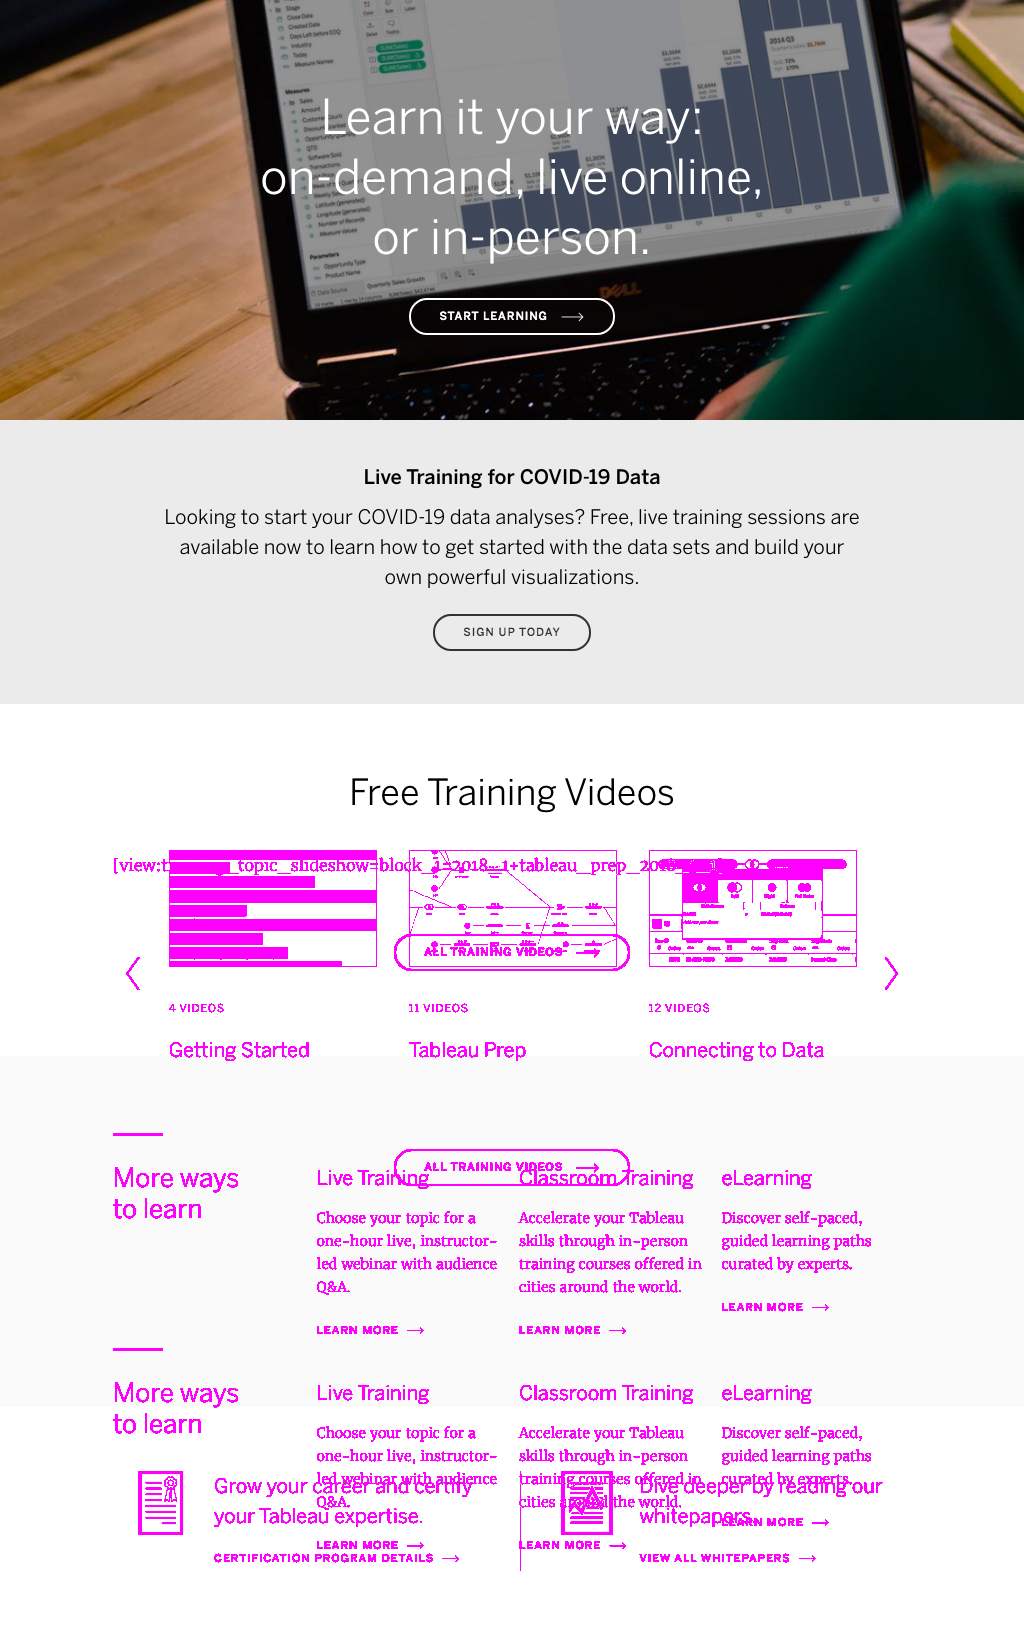 Learn it your way:
on-demand, live online,
or in-person.
START LEARNING
Live Training for COVID-19 Data
Looking to start your COVID-19 data analyses? Free, live training sessions are
available now to learn how to get started with the data sets and build your
own powerful visualizations.
SIGN UP TODAY
Free Training Videos
ALL TRAINING VIDEOS
4 VIDEOS
11 VIDEOS
12 VIDEOS
Getting Started
Tableau Prep
Connecting to Data
ALL TRAINING VIDEOS
More ways
to learn
Live Training
Choose your topic for a
one-hour live, instructor-
led webinar with audience
Q&A.
LEARN MORE
Classroom Training
Accelerate your Tableau
skills through in-person
training courses offered in
cities around the world.
LEARN MORE
eLearning
Discover self-paced,
guided learning paths
curated by experts.
LEARN MORE
More ways
to learn
Live Training
Choose your topic for a
one-hour live, instructor-
led webinar with audience
Q&A.
LEARN MORE
Classroom Training
Accelerate your Tableau
skills through in-person
training courses offered in
cities around the world.
LEARN MORE
eLearning
Discover self-paced,
guided learning paths
curated by experts.
LEARN MORE
Grow your career and certify
your Tableau expertise.
CERTIFICATION PROGRAM DETAILS
Dive deeper by reading our
whitepapers.
VIEW ALL WHITEPAPERS